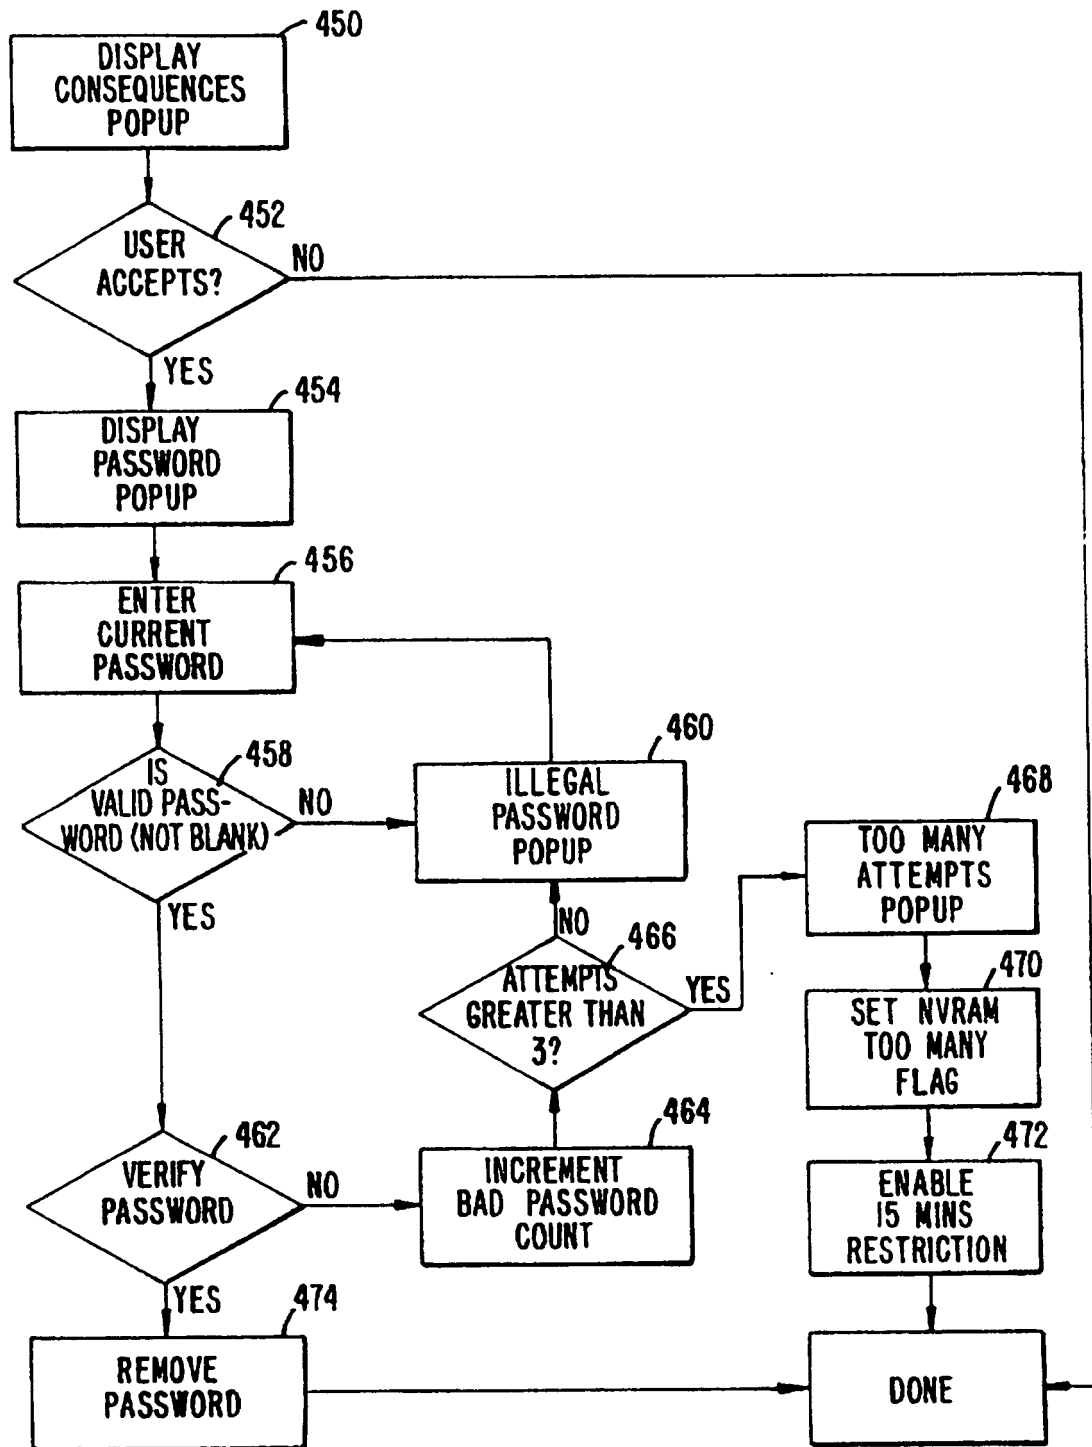 450
DISPLAY
CONSEQUENCES
POPUP
452
USER
ACCEPTS?
NO
YES
454
DISPLAY
PASSWORD
POPUP
456
ENTER
CURRENT
PASSWORD
458
IS
VALID PASS-
WORD (NOT BLANK)
NO
YES
460
ILLEGAL
PASSWORD
POPUP
NO
466
ATTEMPTS
GREATER THAN
3?
YES
468
TOO MANY
ATTEMPTS
POPUP
470
SET NVRAM
TOO MANY
FLAG
472
ENABLE
15 MINS
RESTRICTION
462
VERIFY
PASSWORD
NO
YES
464
INCREMENT
BAD PASSWORD
COUNT
474
REMOVE
PASSWORD
DONE